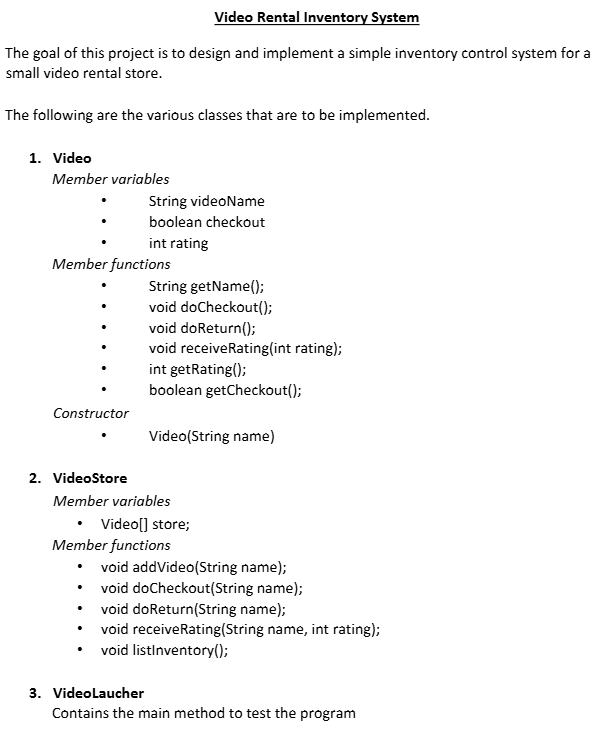 Video Rental Inventory System
The goal of this project is to design and implement a simple inventory control system for a
small video rental store.
The following are the various classes that are to be implemented.
1. Video
Member variables
• String videoName
• boolean checkout
• int rating
Member functions
• String getName();
• void doCheckout();
• void doReturn();
• void receiveRating(int rating);
• int getRating();
• boolean getCheckout();
Constructor
• Video(String name)
2. VideoStore
Member variables
• Video[] store;
Member functions
• void addVideo(String name);
• void doCheckout(String name);
• void doReturn(String name);
• void receiveRating(String name, int rating);
• void listInventory();
3. VideoLaucher
Contains the main method to test the program